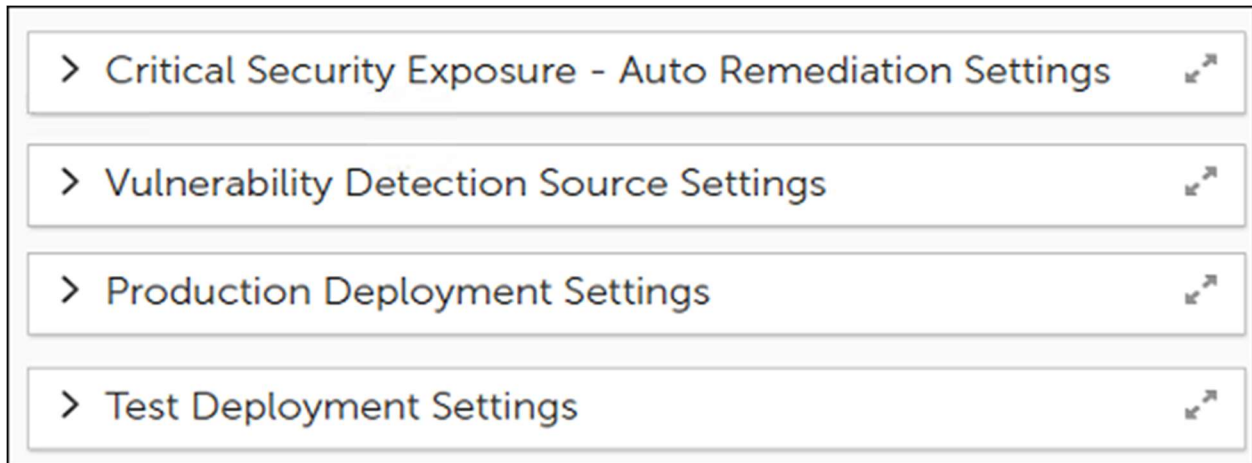 Critical Security Exposure - Auto Remediation Settings
Vulnerability Detection Source Settings
Production Deployment Settings
Test Deployment Settings